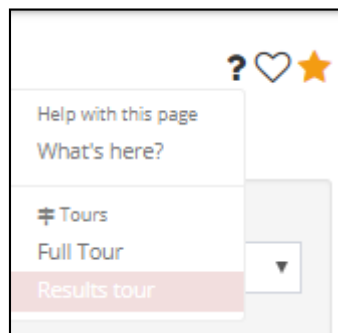 ?
Help with this page
What's here?
Tours
Full Tour
Results tour